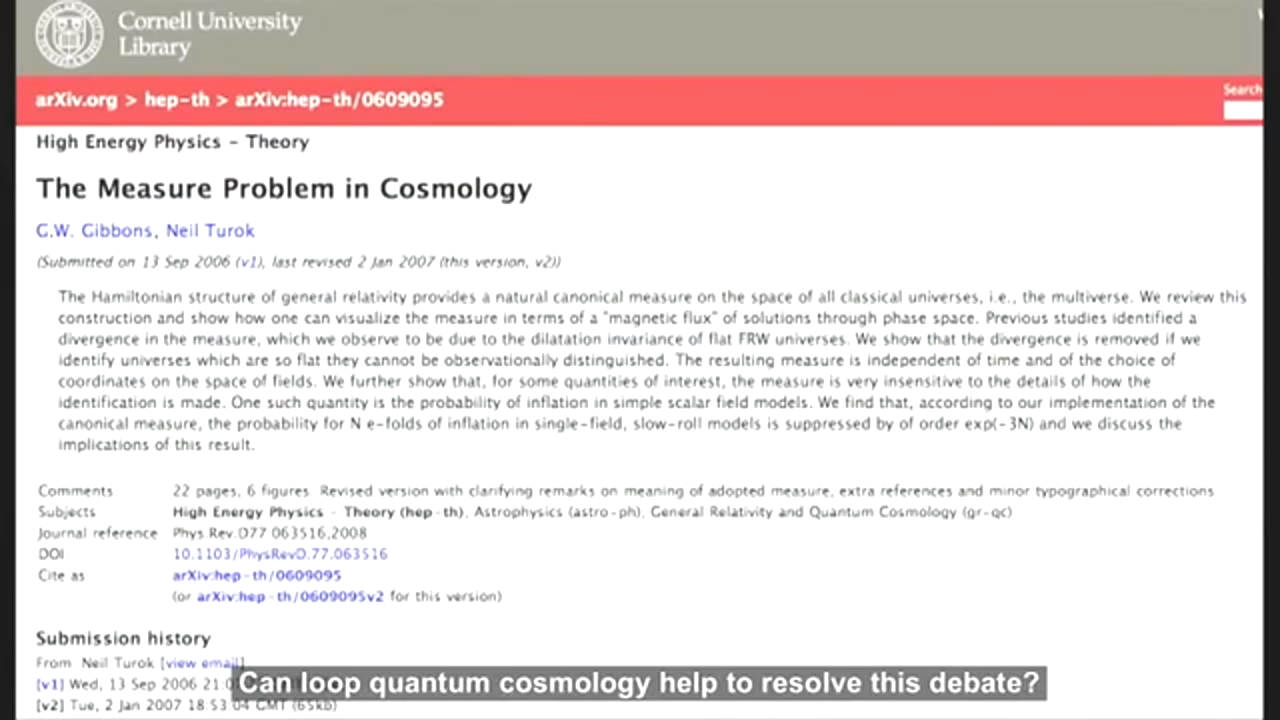 Cornell University
Library
arXiv.org > hep-th > arXiv:hep-th/0609095
Search
High Energy Physics - Theory
The Measure Problem in Cosmology
G.W. Gibbons, Neil Turok
(Submitted on 13 Sep 2006 (v1), last revised 2 Jan 2007 (this version, v2))
The Hamiltonian structure of general relativity provides a natural canonical measure on the space of all classical universes, i.e., the multiverse. We review this
construction and show how one can visualize the measure in terms of a "magnetic flux" of solutions through phase space. Previous studies identified a
divergence in the measure, which we observe to be due to the dilatation invariance of flat FRW universes. We show that the divergence is removed if we
identify universes which are so flat they cannot be observationally distinguished. The resulting measure is independent of time and of the choice of
coordinates on the space of fields. We further show that, for some quantities of interest, the measure is very insensitive to the details of how the
identification is made. One such quantity is the probability of inflation in simple scalar field models. We find that, according to our implementation of the
canonical measure, the probability for N e-folds of inflation in single-field, slow-roll models is suppressed by of order exp(-3N) and we discuss the
implications of this result.
Comments 22 pages, 6 figures. Revised version with clarifying remarks on meaning of adopted measure, extra references and minor typographical corrections
Subjects High Energy Physics - Theory (hep-th), Astrophysics (astro-ph), General Relativity and Quantum Cosmology (gr-qc)
Journal reference Phys.Rev.D77 063516,2008
DOI 10.1103/PhysRevD.77.063516
Cite as arXiv:hep-th/0609095
(or arXiv:hep-th/0609095v2 for this version)
Submission history
From Neil Turok [view email]
[v1] Wed, 13 Sep 2006 21:0
Can loop quantum cosmology help to resolve this debate?
[v2] Tue, 2 Jan 2007 18:53:04 GMT (65kb)